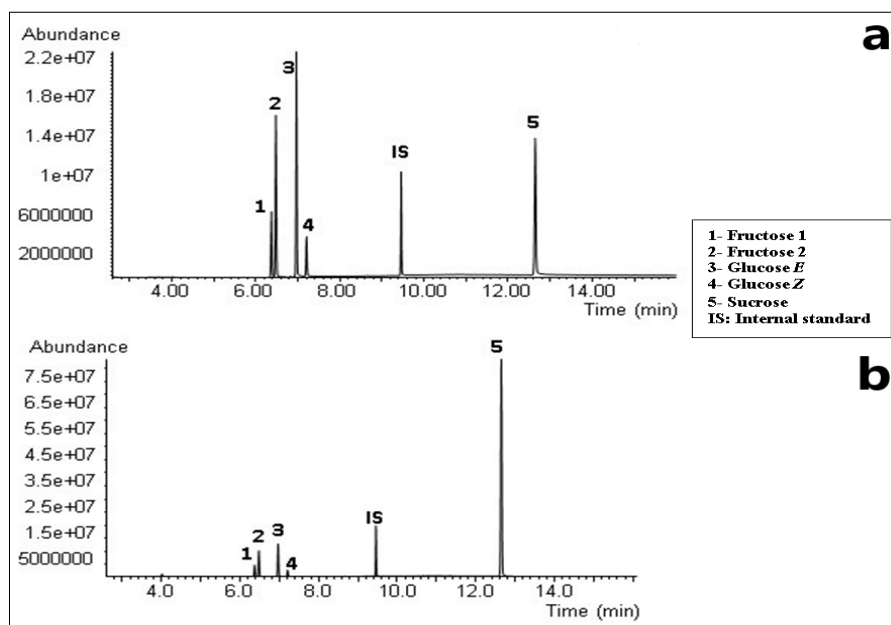 Abundance
a
2.2e+07
3
1.8e+07
2
1.4e+07
5
IS
1e+07
1
6000000
4
2000000
4.00 6.00 8.00 10.00 12.00 14.00
Time (min)
1- Fructose 1
2- Fructose 2
3- Glucose E
4- Glucose Z
5- Sucrose
IS: Internal standard
Abundance
5
b
7.5e+07
6.5e+07
5.5e+07
4.5e+07
3.5e+07
2.5e+07
IS
1.5e+07
2 3
1
4
5000000
4.0 6.0 8.0 10.0 12.0 14.0
Time (min)